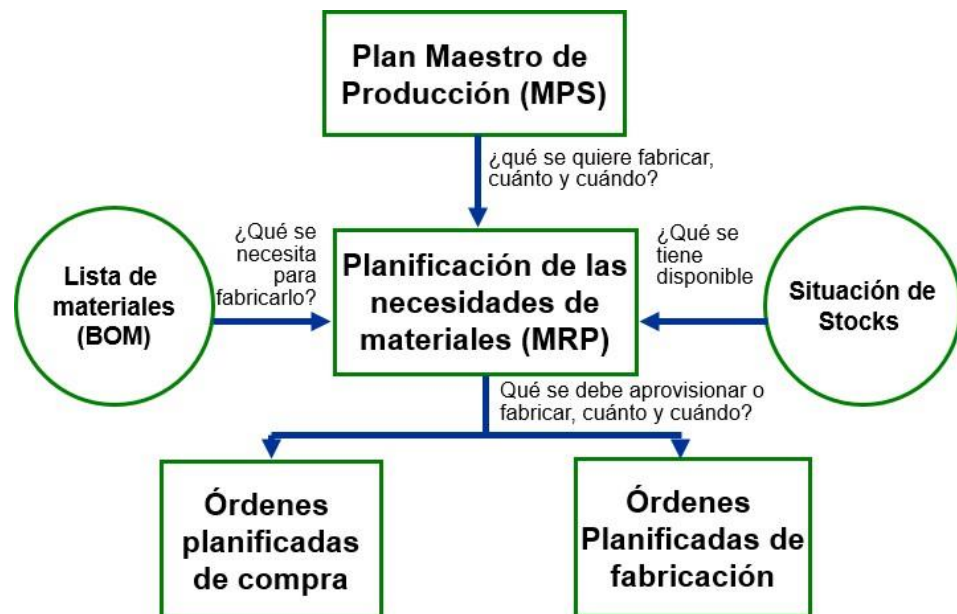 Plan Maestro de
Producción (MPS)
¿qué se quiere fabricar,
cuánto y cuándo?
¿Qué se
necesita
para
fabricarlo?
Lista de
materiales
(BOM)
Planificación de las
necesidades de
materiales (MRP)
¿Qué se
tiene
disponible
Situación de
Stocks
Qué se debe aprovisionar o
fabricar, cuánto y cuándo?
Órdenes
planificadas
de compra
Órdenes
Planificadas de
fabricación